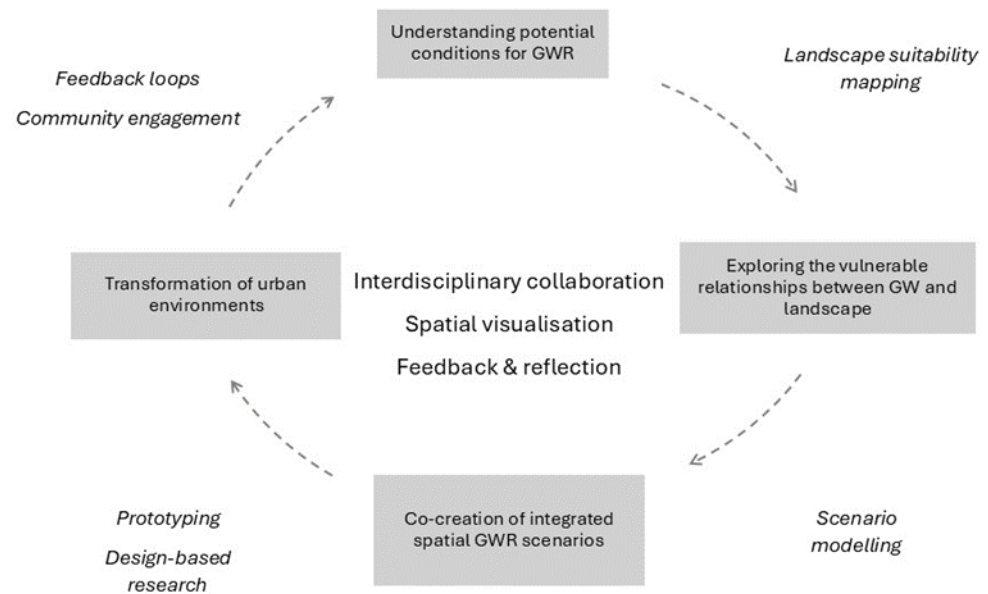 Understanding potential
conditions for GWR
Landscape suitability
mapping
Feedback loops
Community engagement
Transformation of urban
environments
Interdisciplinary collaboration
Spatial visualisation
Feedback & reflection
Exploring the vulnerable
relationships between GW and
landscape
Co-creation of integrated
spatial GWR scenarios
Prototyping
Design-based
research
Scenario
modelling